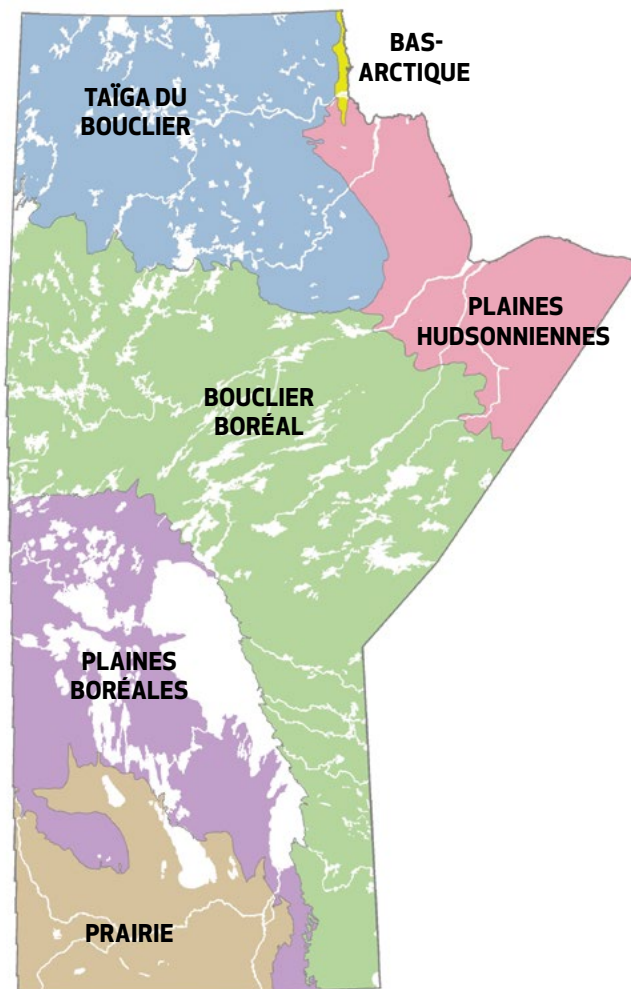 BAS-
ARCTIQUE
TAÏGA DU
BOUCLIER
PLAINES
HUDSONNIENNES
BOUCLIER
BORÉAL
PLAINES
BORÉALES
PRAIRIE